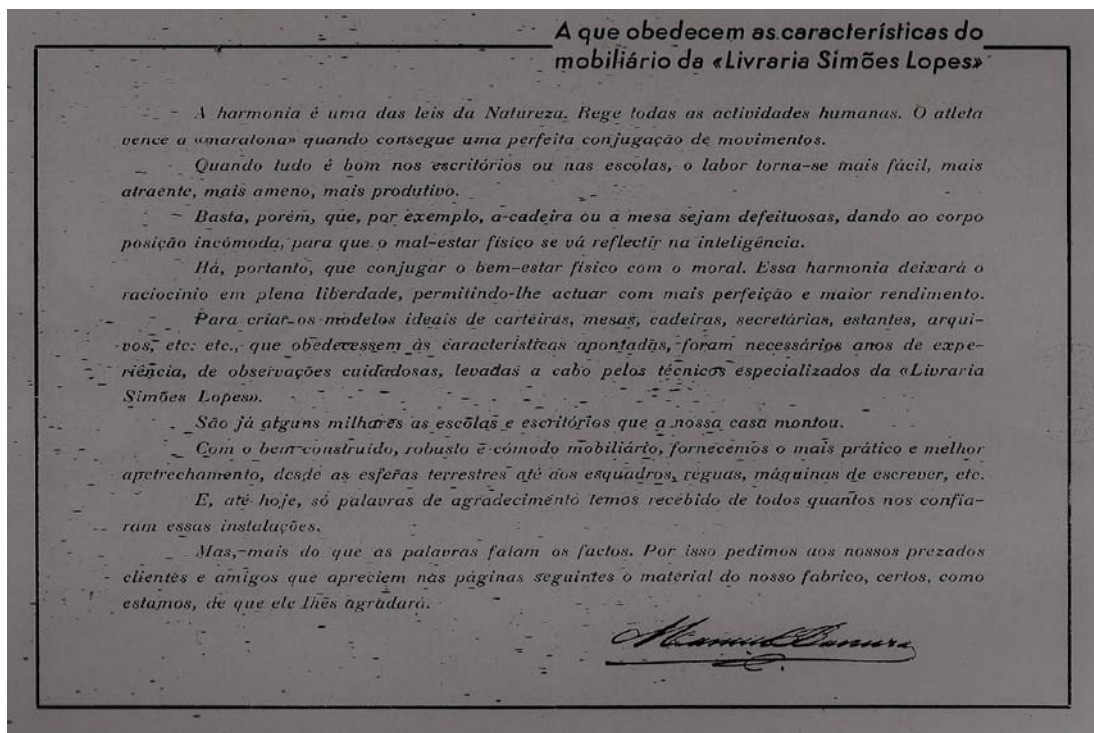 A que obedecem as características do
mobiliário da «Livraria Simões Lopes»
A harmonia é uma das leis da Natureza. Rege todas as actividades humanas. O atleta
vence a «maratona» quando consegue uma perfeita conjugação de movimentos.
Quando tudo é bom nos escritórios ou nas escolas, o labor torna-se mais fácil, mais
atraente, mais ameno, mais produtivo.
Basta, porém, que, por exemplo, a cadeira ou a mesa sejam defeituosas, dando ao corpo
posição incómoda, para que o mal-estar físico se vá reflectir na inteligência.
Há, portanto, que conjugar o bem-estar físico com o moral. Essa harmonia deixará o
raciocínio em plena liberdade, permitindo-lhe actuar com mais perfeição e maior rendimento.
Para criar os modelos ideais de carteiras, mesas, cadeiras, secretárias, estantes, arqui-
vos, etc. etc., que obedecessem às características apontadas, foram necessários anos de expe-
riência, de observações cuidadosas, levadas a cabo pelos técnicos especializados da «Livraria
Simões Lopes».
São já alguns milhares as escolas e escritórios que a nossa casa montou.
Com o bem construído, robusto e cómodo mobiliário, fornecemos o mais prático e melhor
apetrechamento, desde as esferas terrestres até aos esquadros, réguas, máquinas de escrever, etc.
E, até hoje, só palavras de agradecimento temos recebido de todos quantos nos confia-
ram essas instalações.
Mas, mais do que as palavras falam os factos. Por isso pedimos aos nossos prezados
clientes e amigos que apreciem nas páginas seguintes o material do nosso fabrico, certos, como
estamos, de que ele lhes agradará.
Manuel